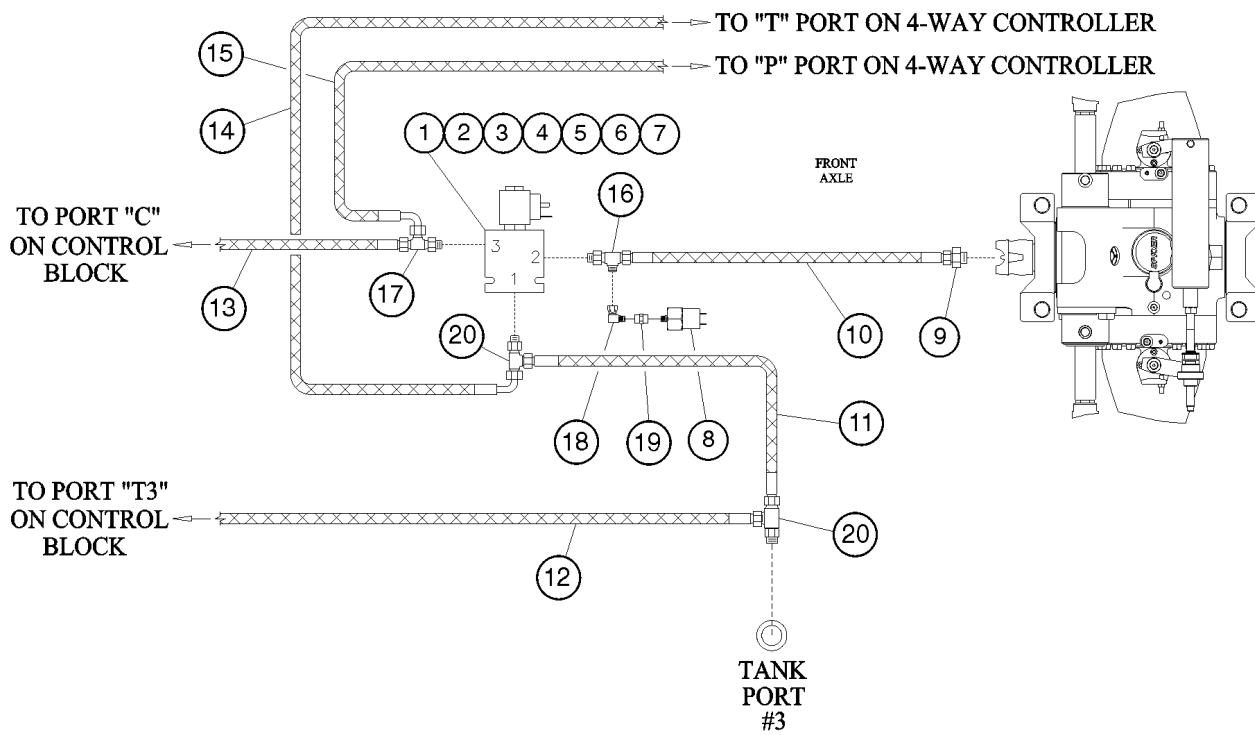 TO "T" PORT ON 4-WAY CONTROLLER
15
TO "P" PORT ON 4-WAY CONTROLLER
14
1 2 3 4 5 6 7
FRONT
AXLE
16
TO PORT "C"
ON CONTROL
BLOCK
3
2
1
SPICER
13
17
10
9
20
18
19
8
11
TO PORT "T3"
ON CONTROL
BLOCK
12
20
TANK
PORT
#3